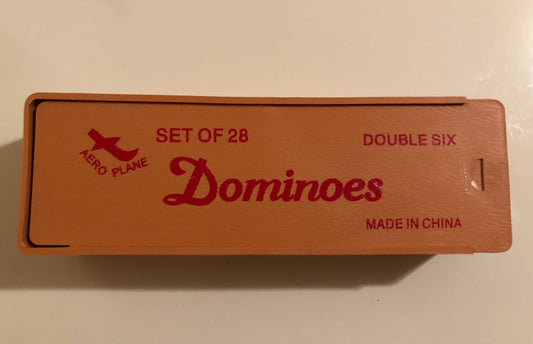 AERO PLANE
SET OF 28
DOUBLE SIX
Dominoes
MADE IN CHINA